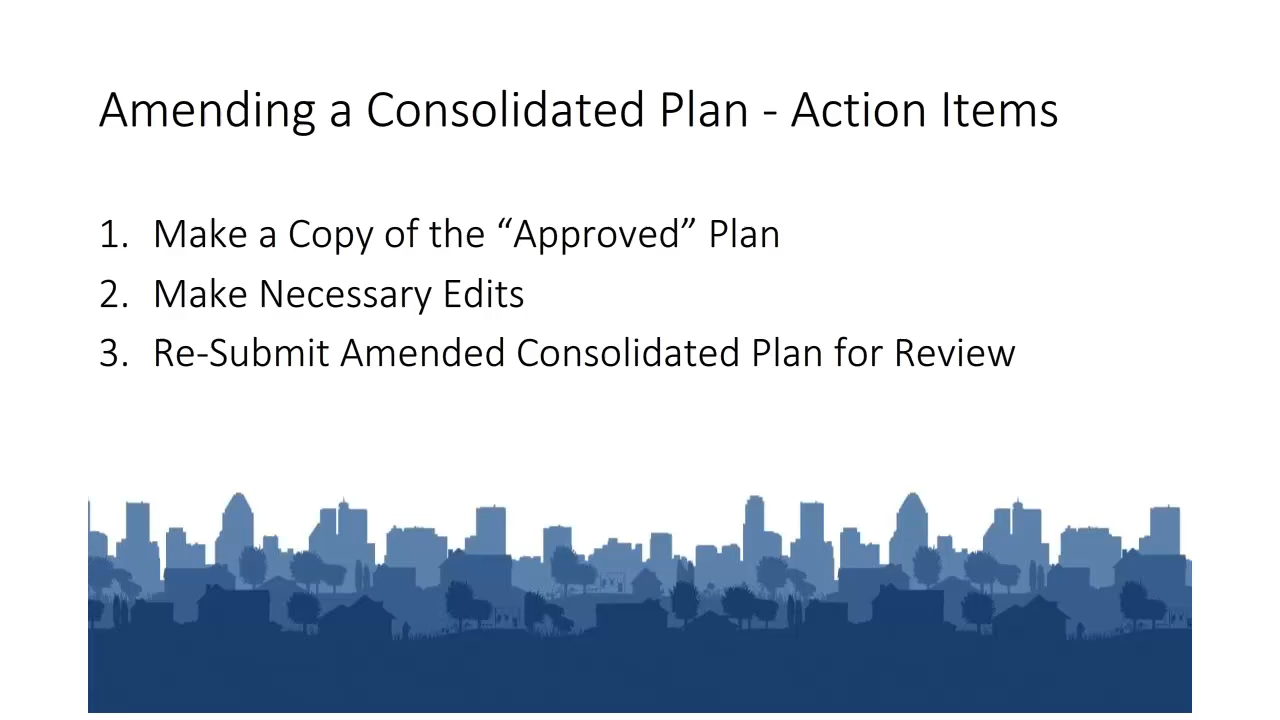 Amending a Consolidated Plan - Action Items
1. Make a Copy of the “Approved” Plan
2. Make Necessary Edits
3. Re-Submit Amended Consolidated Plan for Review